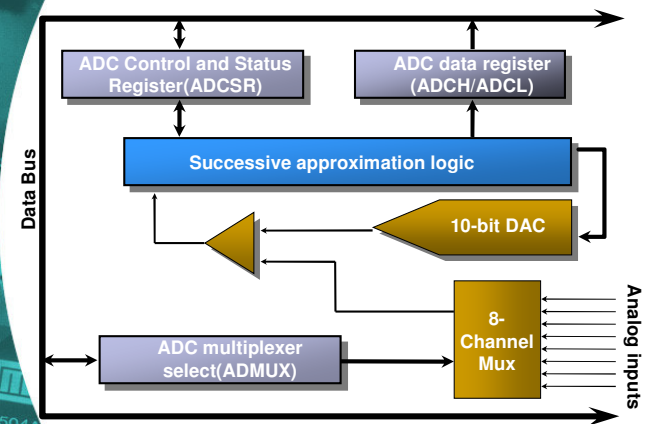 ADC Control and Status
Register(ADCSR)
ADC data register
(ADCH/ADCL)
Successive approximation logic
Data Bus
10-bit DAC
8-
Channel
Mux
Analog inputs
ADC multiplexer
select(ADMUX)